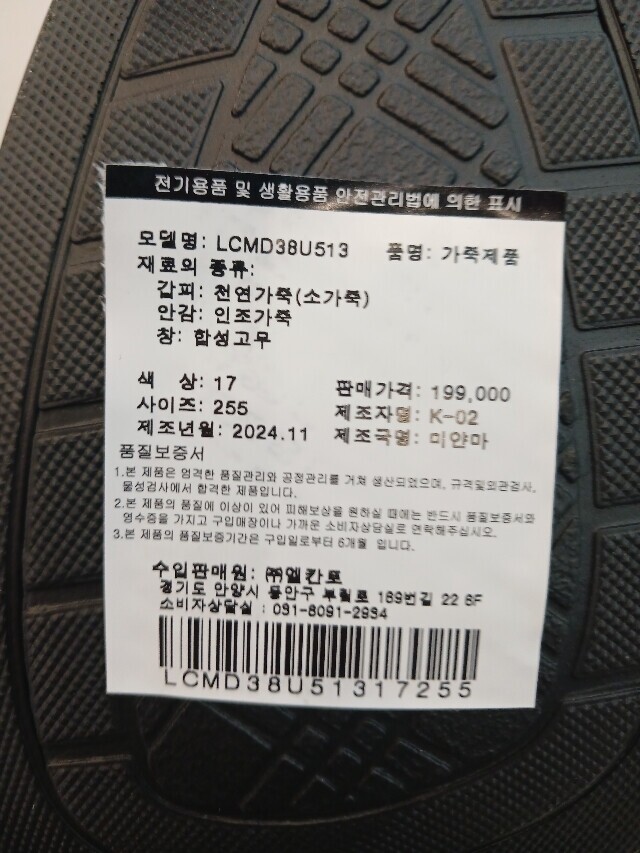 전기용품 및 생활용품 안전관리법에 의한 표시
모델명: LCMD38U513 품명: 가죽제품
재료의 종류:
갑피: 천연가죽(소가죽)
안감: 인조가죽
창: 합성고무
색 상: 17 판매가격: 199,000
사이즈: 255 제조자명: K-02
제조년월: 2024.11 제조국명: 미얀마
품질보증서
1.본 제품은 엄격한 품질관리와 공정관리를 거쳐 생산되었으며, 규격및외관검사,
물성검사에서 합격한 제품입니다.
2.본 제품의 품질에 이상이 있어 피해보상을 원하실 때에는 반드시 품질보증서와
영수증을 가지고 구입매장이나 가까운 소비자상담실로 연락해주십시오.
3.본 제품의 품질보증기간은 구입일로부터 6개월 입니다.
수입판매원: ㈜엘칸토
경기도 안양시 동안구 부림로 169번길 22 6F
소비자상담실 : 031-8091-2934
LCMD38U51317255